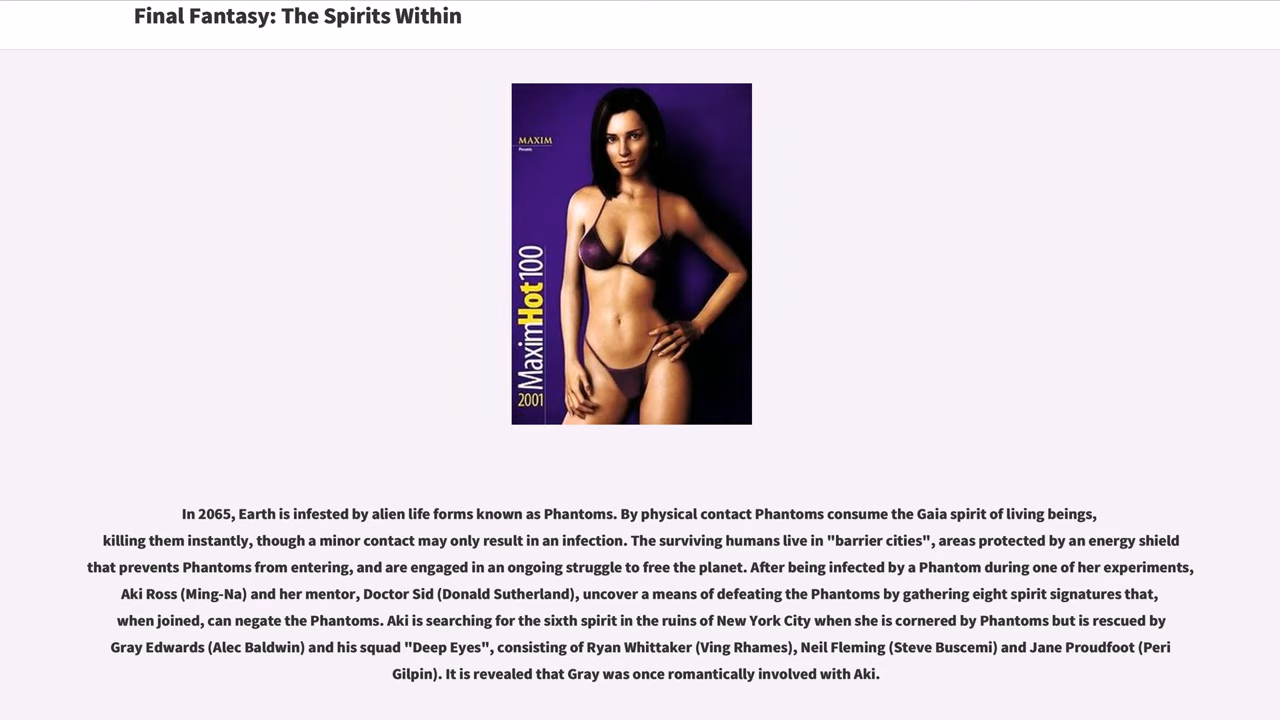 Final Fantasy: The Spirits Within
MAXIM
Presents
2001 MaximHot100
In 2065, Earth is infested by alien life forms known as Phantoms. By physical contact Phantoms consume the Gaia spirit of living beings,
killing them instantly, though a minor contact may only result in an infection. The surviving humans live in "barrier cities", areas protected by an energy shield
that prevents Phantoms from entering, and are engaged in an ongoing struggle to free the planet. After being infected by a Phantom during one of her experiments,
Aki Ross (Ming-Na) and her mentor, Doctor Sid (Donald Sutherland), uncover a means of defeating the Phantoms by gathering eight spirit signatures that,
when joined, can negate the Phantoms. Aki is searching for the sixth spirit in the ruins of New York City when she is cornered by Phantoms but is rescued by
Gray Edwards (Alec Baldwin) and his squad "Deep Eyes", consisting of Ryan Whittaker (Ving Rhames), Neil Fleming (Steve Buscemi) and Jane Proudfoot (Peri
Gilpin). It is revealed that Gray was once romantically involved with Aki.